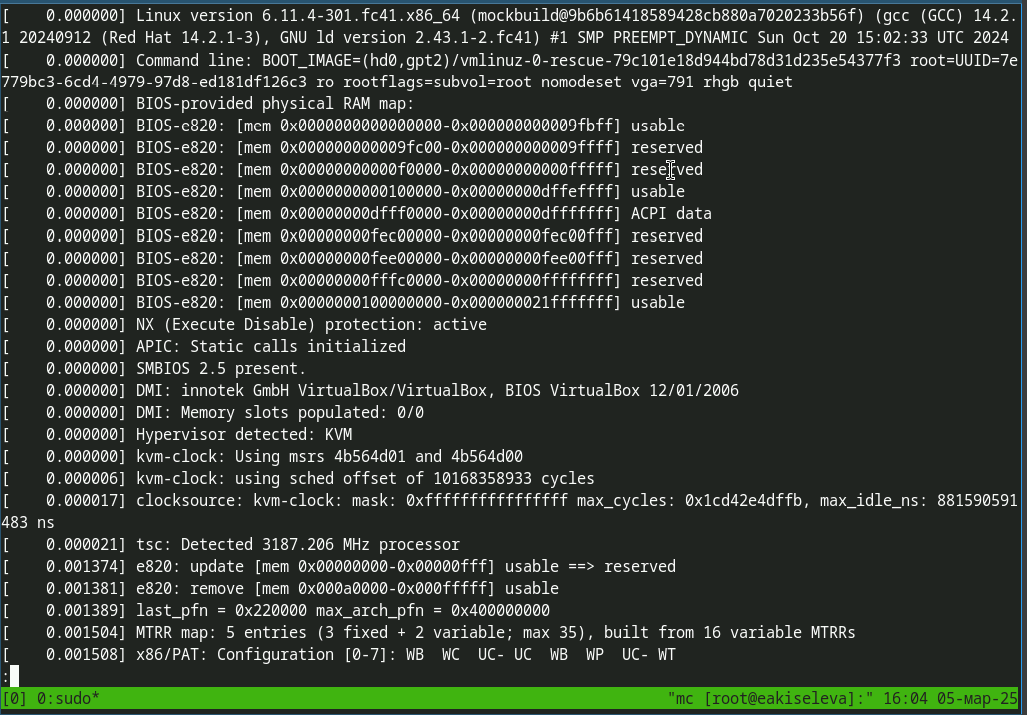 [    0.000000] Linux version 6.11.4-301.fc41.x86_64 (mockbuild@9b6b61418589428cb880a7020233b56f) (gcc (GCC) 14.2.
1 20240912 (Red Hat 14.2.1-3), GNU ld version 2.43.1-2.fc41) #1 SMP PREEMPT_DYNAMIC Sun Oct 20 15:02:33 UTC 2024
[    0.000000] Command line: BOOT_IMAGE=(hd0,gpt2)/vmlinuz-0-rescue-79c101e18d944bd78d31d235e54377f3 root=UUID=7e
779bc3-6cd4-4979-97d8-ed181df126c3 ro rootflags=subvol=root nomodeset vga=791 rhgb quiet
[    0.000000] BIOS-provided physical RAM map:
[    0.000000] BIOS-e820: [mem 0x0000000000000000-0x000000000009fbff] usable
[    0.000000] BIOS-e820: [mem 0x000000000009fc00-0x000000000009ffff] reserved
[    0.000000] BIOS-e820: [mem 0x00000000000f0000-0x00000000000fffff] reserved
[    0.000000] BIOS-e820: [mem 0x0000000000100000-0x00000000dffeffff] usable
[    0.000000] BIOS-e820: [mem 0x00000000dfff0000-0x00000000dfffffff] ACPI data
[    0.000000] BIOS-e820: [mem 0x00000000fec00000-0x00000000fec00fff] reserved
[    0.000000] BIOS-e820: [mem 0x00000000fee00000-0x00000000fee00fff] reserved
[    0.000000] BIOS-e820: [mem 0x00000000fffc0000-0x00000000ffffffff] reserved
[    0.000000] BIOS-e820: [mem 0x0000000100000000-0x000000021fffffff] usable
[    0.000000] NX (Execute Disable) protection: active
[    0.000000] APIC: Static calls initialized
[    0.000000] SMBIOS 2.5 present.
[    0.000000] DMI: innotek GmbH VirtualBox/VirtualBox, BIOS VirtualBox 12/01/2006
[    0.000000] DMI: Memory slots populated: 0/0
[    0.000000] Hypervisor detected: KVM
[    0.000000] kvm-clock: Using msrs 4b564d01 and 4b564d00
[    0.000006] kvm-clock: using sched offset of 10168358933 cycles
[    0.000017] clocksource: kvm-clock: mask: 0xffffffffffffffff max_cycles: 0x1cd42e4dffb, max_idle_ns: 881590591
483 ns
[    0.000021] tsc: Detected 3187.206 MHz processor
[    0.001374] e820: update [mem 0x00000000-0x00000fff] usable ==> reserved
[    0.001381] e820: remove [mem 0x000a0000-0x000fffff] usable
[    0.001389] last_pfn = 0x220000 max_arch_pfn = 0x400000000
[    0.001504] MTRR map: 5 entries (3 fixed + 2 variable; max 35), built from 16 variable MTRRs
[    0.001508] x86/PAT: Configuration [0-7]: WB  WC  UC- UC  WB  WP  UC- WT
:
[0] 0:sudo* "mc [root@eakiseleva]:" 16:04 05-мар-25